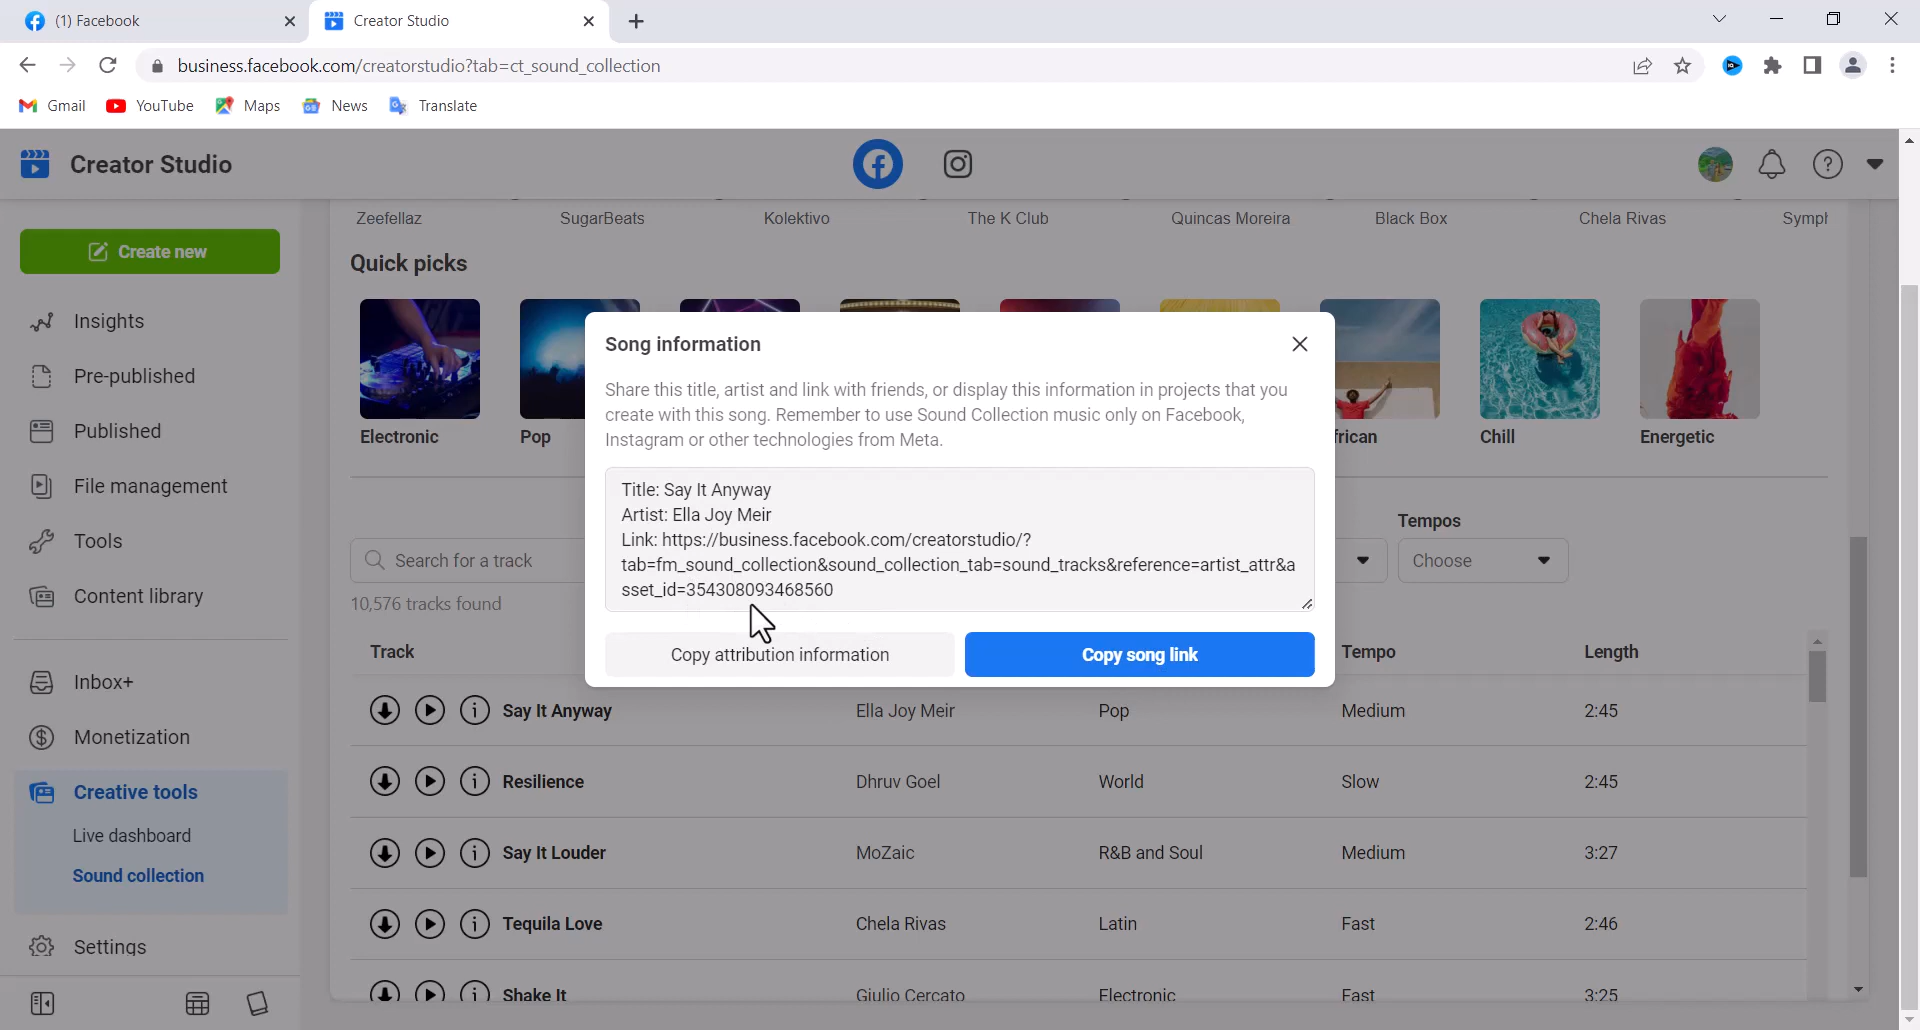 (1) Facebook
Creator Studio
business.facebook.com/creatorstudio?tab=ct_sound_collection
Gmail YouTube Maps News Translate
Creator Studio
Zeefellaz SugarBeats Kolektivo The K Club Quincas Moreira Black Box Chela Rivas Symph
Create new
Quick picks
Insights
Pre-published
Published
File management
Tools
Content library
Inbox+
Monetization
Creative tools
Live dashboard
Sound collection
Settings
Electronic Pop frican Chill Energetic
Song information
Share this title, artist and link with friends, or display this information in projects that you
create with this song. Remember to use Sound Collection music only on Facebook,
Instagram or other technologies from Meta.
Title: Say It Anyway
Artist: Ella Joy Meir
Link: https://business.facebook.com/creatorstudio/?
tab=fm_sound_collection&sound_collection_tab=sound_tracks&reference=artist_attr&a
sset_id=354308093468560
Copy attribution information Copy song link
Tempos
Search for a track Choose
10,576 tracks found
Track Tempo Length
Say It Anyway Ella Joy Meir Pop Medium 2:45
Resilience Dhruv Goel World Slow 2:45
Say It Louder MoZaic R&B and Soul Medium 3:27
Tequila Love Chela Rivas Latin Fast 2:46
Shake It Giulio Cercato Electronic Fast 3:25